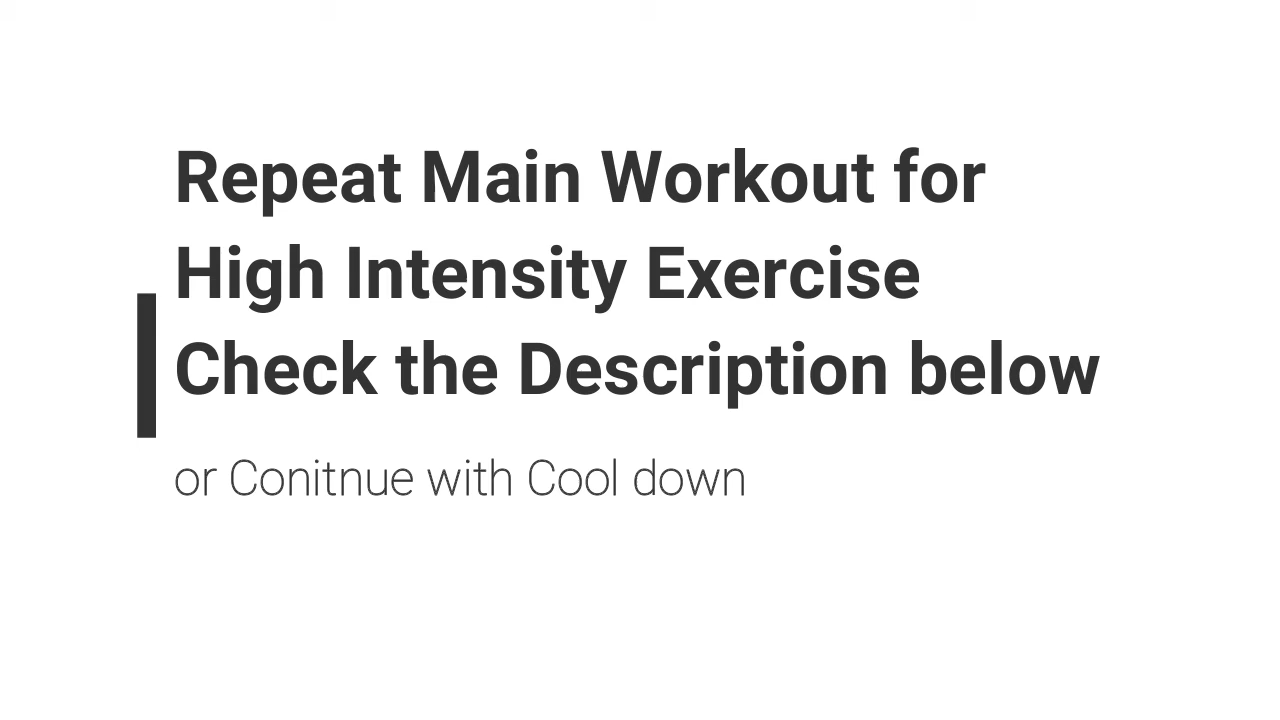 Repeat Main Workout for
High Intensity Exercise
Check the Description below
or Conitnue with Cool down